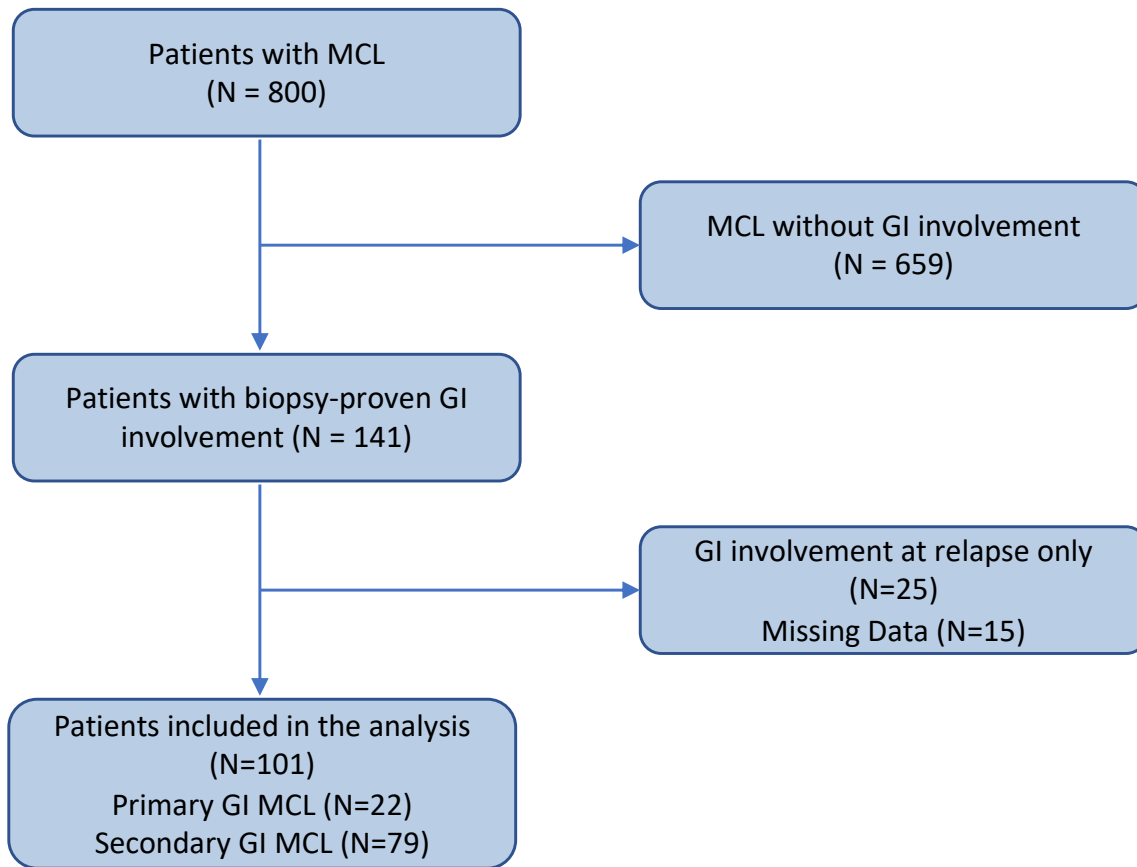 Patients with MCL
(N = 800)
MCL without GI involvement
(N = 659)
Patients with biopsy-proven GI
involvement (N = 141)
GI involvement at relapse only
(N=25)
Missing Data (N=15)
Patients included in the analysis
(N=101)
Primary GI MCL (N=22)
Secondary GI MCL (N=79)